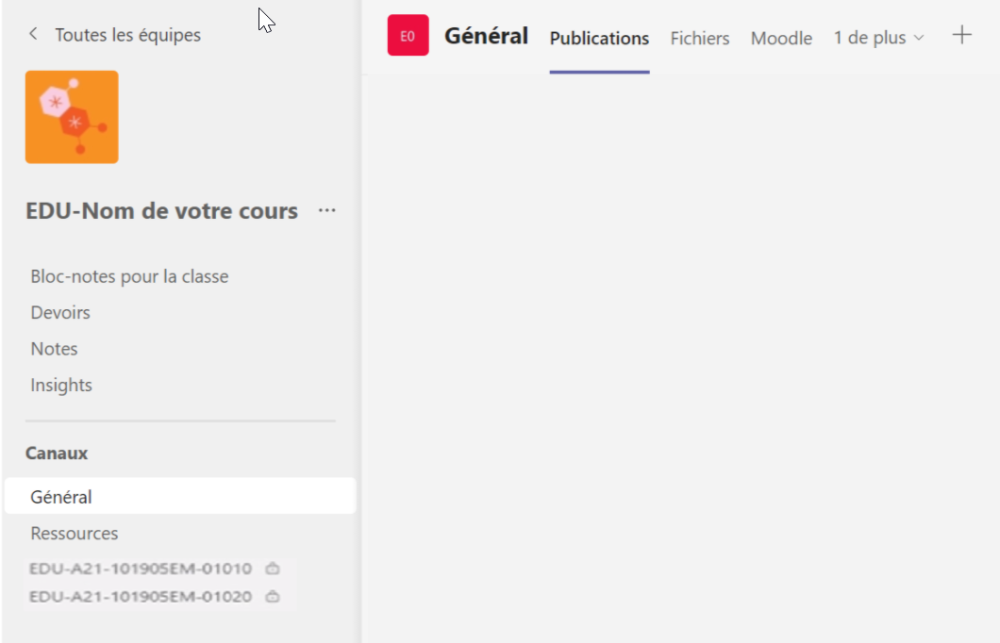 Toutes les équipes
E0 Général Publications Fichiers Moodle 1 de plus
EDU-Nom de votre cours ...
Bloc-notes pour la classe
Devoirs
Notes
Insights
Canaux
Général
Ressources
EDU-A21-101905EM-01010
EDU-A21-101905EM-01020